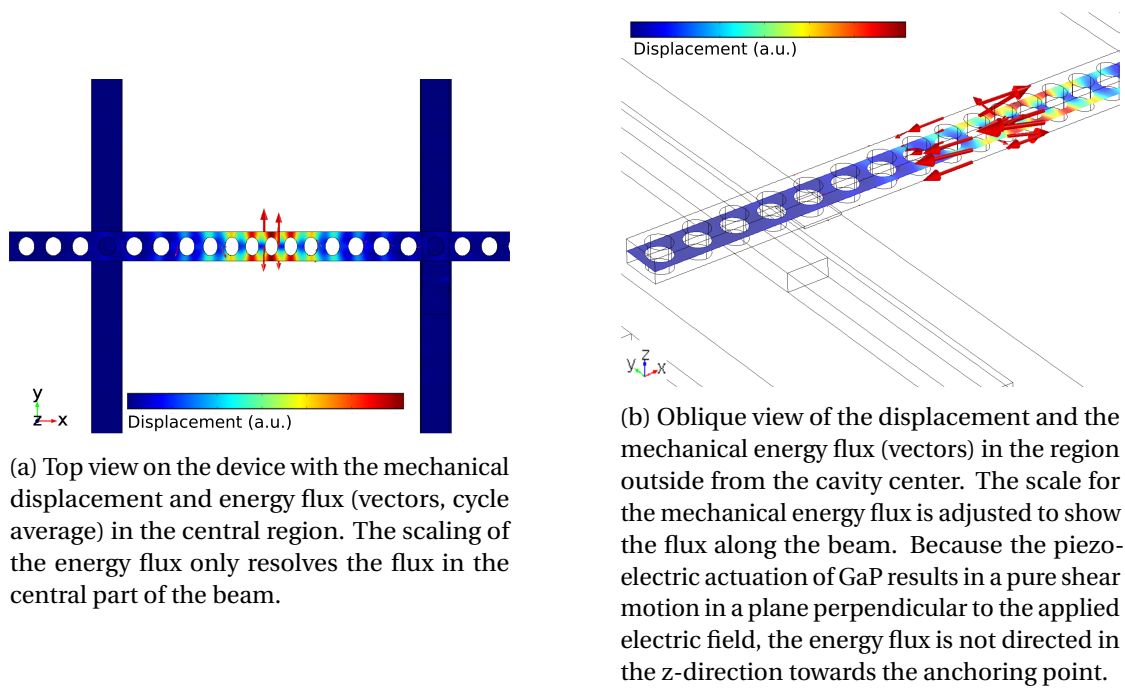 Displacement (a.u.)
y
z x
Displacement (a.u.)
(a) Top view on the device with the mechanical
displacement and energy flux (vectors, cycle
average) in the central region. The scaling of
the energy flux only resolves the flux in the
central part of the beam.
y z x
(b) Oblique view of the displacement and the
mechanical energy flux (vectors) in the region
outside from the cavity center. The scale for
the mechanical energy flux is adjusted to show
the flux along the beam. Because the piezo-
electric actuation of GaP results in a pure shear
motion in a plane perpendicular to the applied
electric field, the energy flux is not directed in
the z-direction towards the anchoring point.